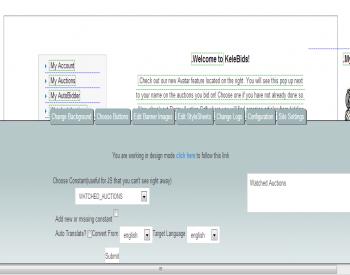 .Welcome to KeleBids!
My Account
My Auctions
My AutoBidder
.Check out our new Avatar feature located on the right. You will see this pop up next
to your name on the auctions you bid on! Choose one if you have not already done so.
Change Background Choose Buttons Edit Banner Images Edit StyleSheets Change Logo Configuration Site Settings
You are working in design mode click here to follow this link
Choose Constant(useful for JS that you can't see right away)
WATCHED_AUCTIONS
Watched Auctions
Add new or missing constant
Auto Translate? Convert From english Target Language english
Submit